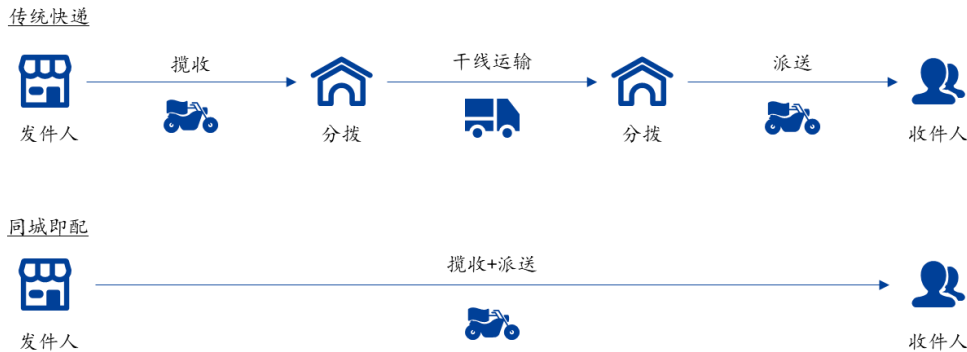 传统快递
揽收
干线运输
派送
发件人
分拨
分拨
收件人
同城即配
揽收+派送
发件人
收件人